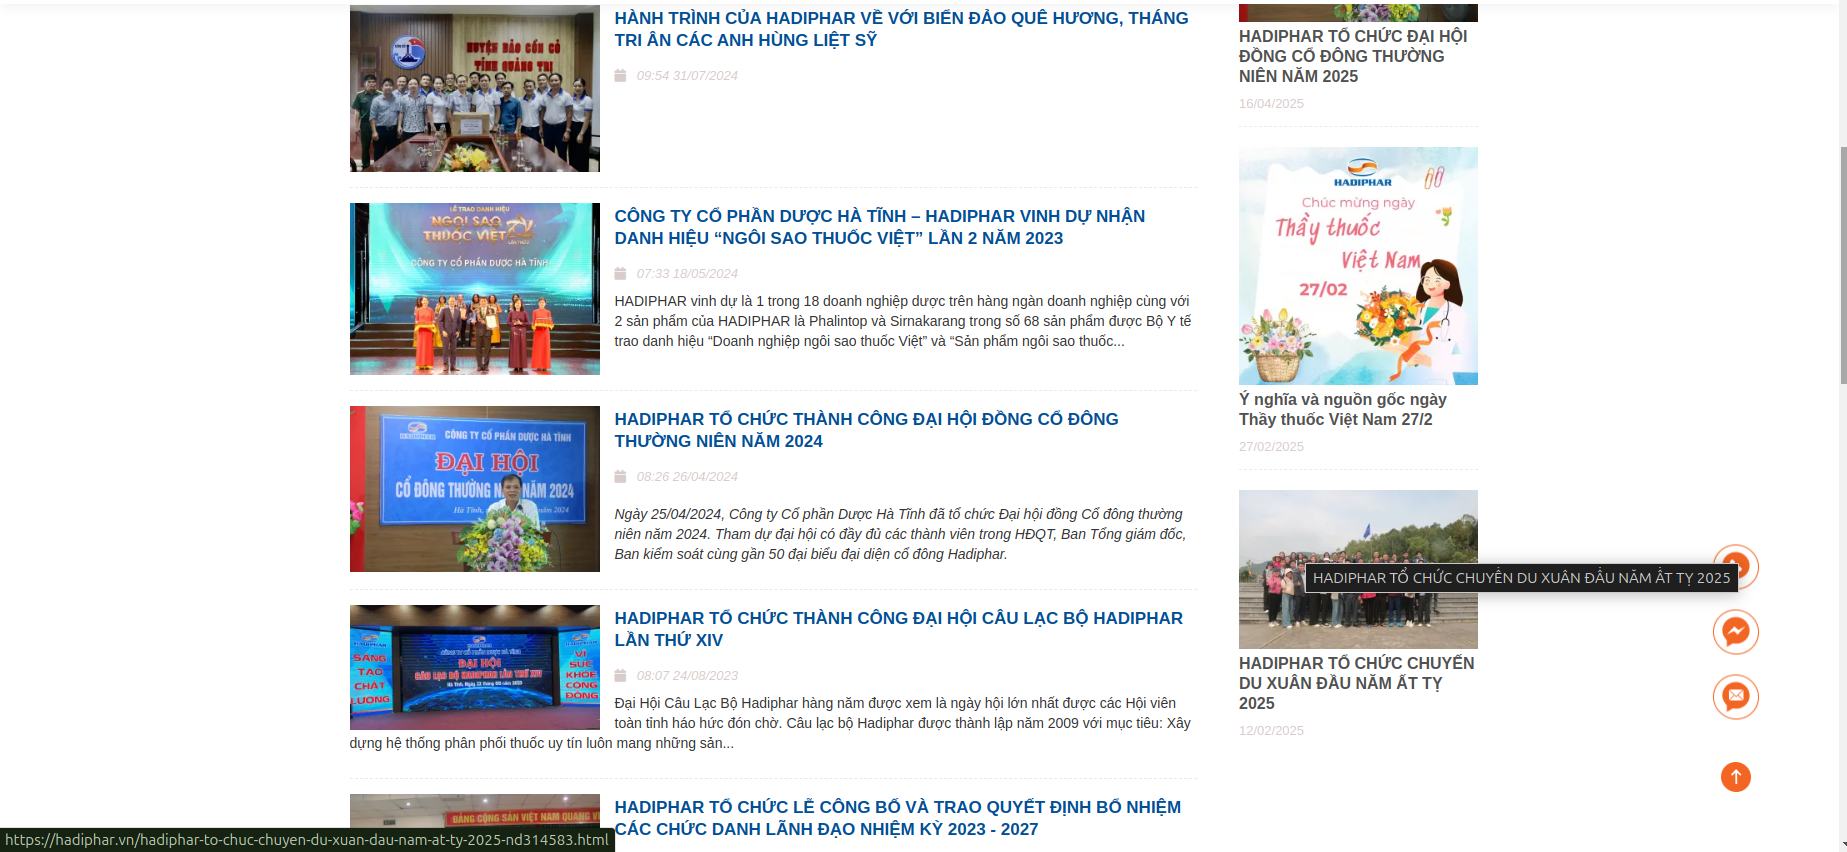 HUYỆN ĐẢO CỒN CỎ
TỈNH QUẢNG TRỊ
HÀNH TRÌNH CỦA HADIPHAR VỀ VỚI BIỂN ĐẢO QUÊ HƯƠNG, THÁNG
TRI ÂN CÁC ANH HÙNG LIỆT SỸ
09:54 31/07/2024
LỄ TRAO DANH HIỆU
NGÔI SAO
THUỐC VIỆT
CÔNG TY CỔ PHẦN DƯỢC HÀ TĨNH
CÔNG TY CỔ PHẦN DƯỢC HÀ TĨNH – HADIPHAR VINH DỰ NHẬN
DANH HIỆU “NGÔI SAO THUỐC VIỆT” LẦN 2 NĂM 2023
07:33 18/05/2024
HADIPHAR vinh dự là 1 trong 18 doanh nghiệp dược trên hàng ngàn doanh nghiệp cùng với
2 sản phẩm của HADIPHAR là Phalintop và Sirnakarang trong số 68 sản phẩm được Bộ Y tế
trao danh hiệu “Doanh nghiệp ngôi sao thuốc Việt” và “Sản phẩm ngôi sao thuốc...
HADIPHAR
CÔNG TY CỔ PHẦN DƯỢC HÀ TĨNH
ĐẠI HỘI
CỔ ĐÔNG THƯỜNG NĂM 2024
Hà Tĩnh, 2024
HADIPHAR TỔ CHỨC THÀNH CÔNG ĐẠI HỘI ĐỒNG CỔ ĐÔNG
THƯỜNG NIÊN NĂM 2024
08:26 26/04/2024
Ngày 25/04/2024, Công ty Cổ phần Dược Hà Tĩnh đã tổ chức Đại hội đồng Cổ đông thường
niên năm 2024. Tham dự đại hội có đầy đủ các thành viên trong HĐQT, Ban Tổng giám đốc,
Ban kiểm soát cùng gần 50 đại biểu đại diện cổ đông Hadiphar.
SÁNG
TẠO
CHẤT
LƯỢNG
CÔNG TY CỔ PHẦN DƯỢC HÀ TĨNH
ĐẠI HỘI
CÂU LẠC BỘ HADIPHAR LẦN THỨ XIV
VÌ
SỨC
KHỎE
CỘNG
ĐỒNG
HADIPHAR TỔ CHỨC THÀNH CÔNG ĐẠI HỘI CÂU LẠC BỘ HADIPHAR
LẦN THỨ XIV
08:07 24/08/2023
Đại Hội Câu Lạc Bộ Hadiphar hàng năm được xem là ngày hội lớn nhất được các Hội viên
toàn tỉnh háo hức đón chờ. Câu lạc bộ Hadiphar được thành lập năm 2009 với mục tiêu: Xây
dựng hệ thống phân phối thuốc uy tín luôn mang những sản...
ĐẢNG CỘNG SẢN VIỆT NAM QUANG
HADIPHAR TỔ CHỨC LỄ CÔNG BỐ VÀ TRAO QUYẾT ĐỊNH BỔ NHIỆM
CÁC CHỨC DANH LÃNH ĐẠO NHIỆM KỲ 2023 - 2027
HADIPHAR TỔ CHỨC ĐẠI HỘI
ĐỒNG CỔ ĐÔNG THƯỜNG
NIÊN NĂM 2025
16/04/2025
HADIPHAR
Chúc mừng ngày
Thầy thuốc
Việt Nam
27/02
Ý nghĩa và nguồn gốc ngày
Thầy thuốc Việt Nam 27/2
27/02/2025
HADIPHAR TỔ CHỨC CHUYẾN DU XUÂN ĐẦU NĂM ẤT TỴ 2025
HADIPHAR TỔ CHỨC CHUYẾN
DU XUÂN ĐẦU NĂM ẤT TỴ
2025
12/02/2025
https://hadiphar.vn/hadiphar-to-chuc-chuyen-du-xuan-dau-nam-at-ty-2025-nd314583.html